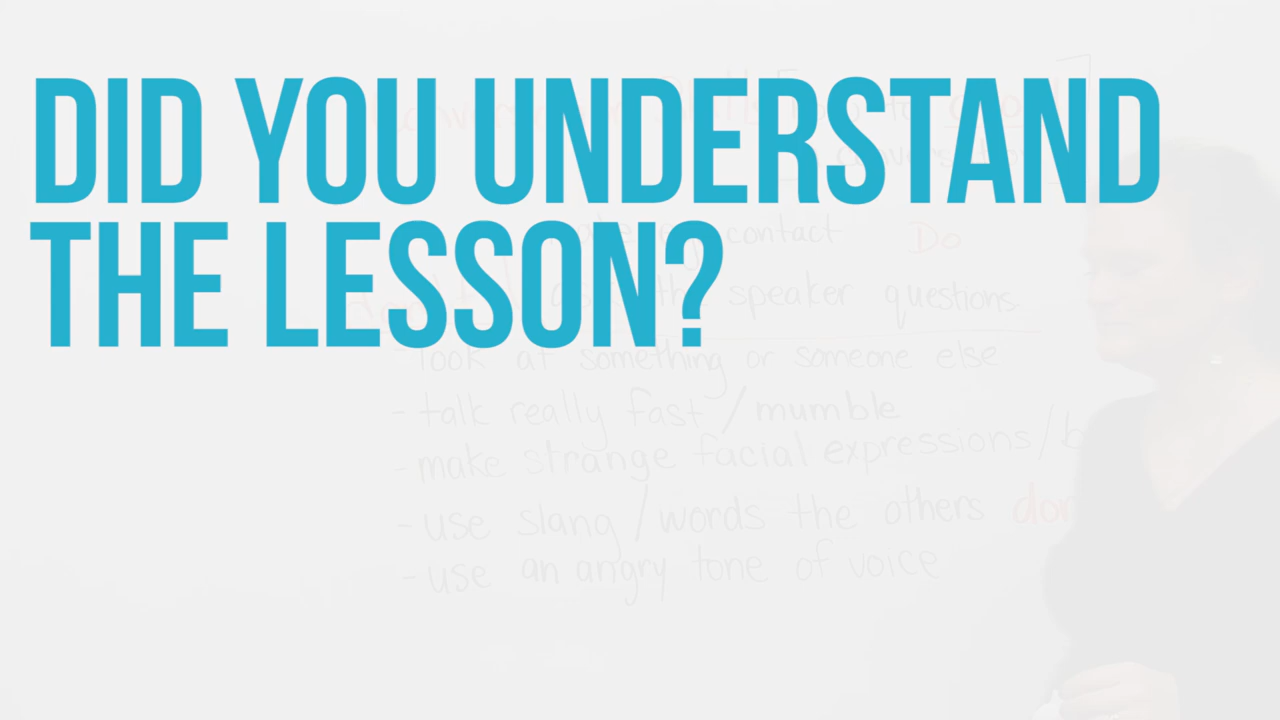 DID YOU UNDERSTAND
THE LESSON?
to
contact Do
speaker questions
- look at something or someone else
- talk really fast / mumble
- make strange facial expressions /
- use slang / words the others
- use an angry tone of voice